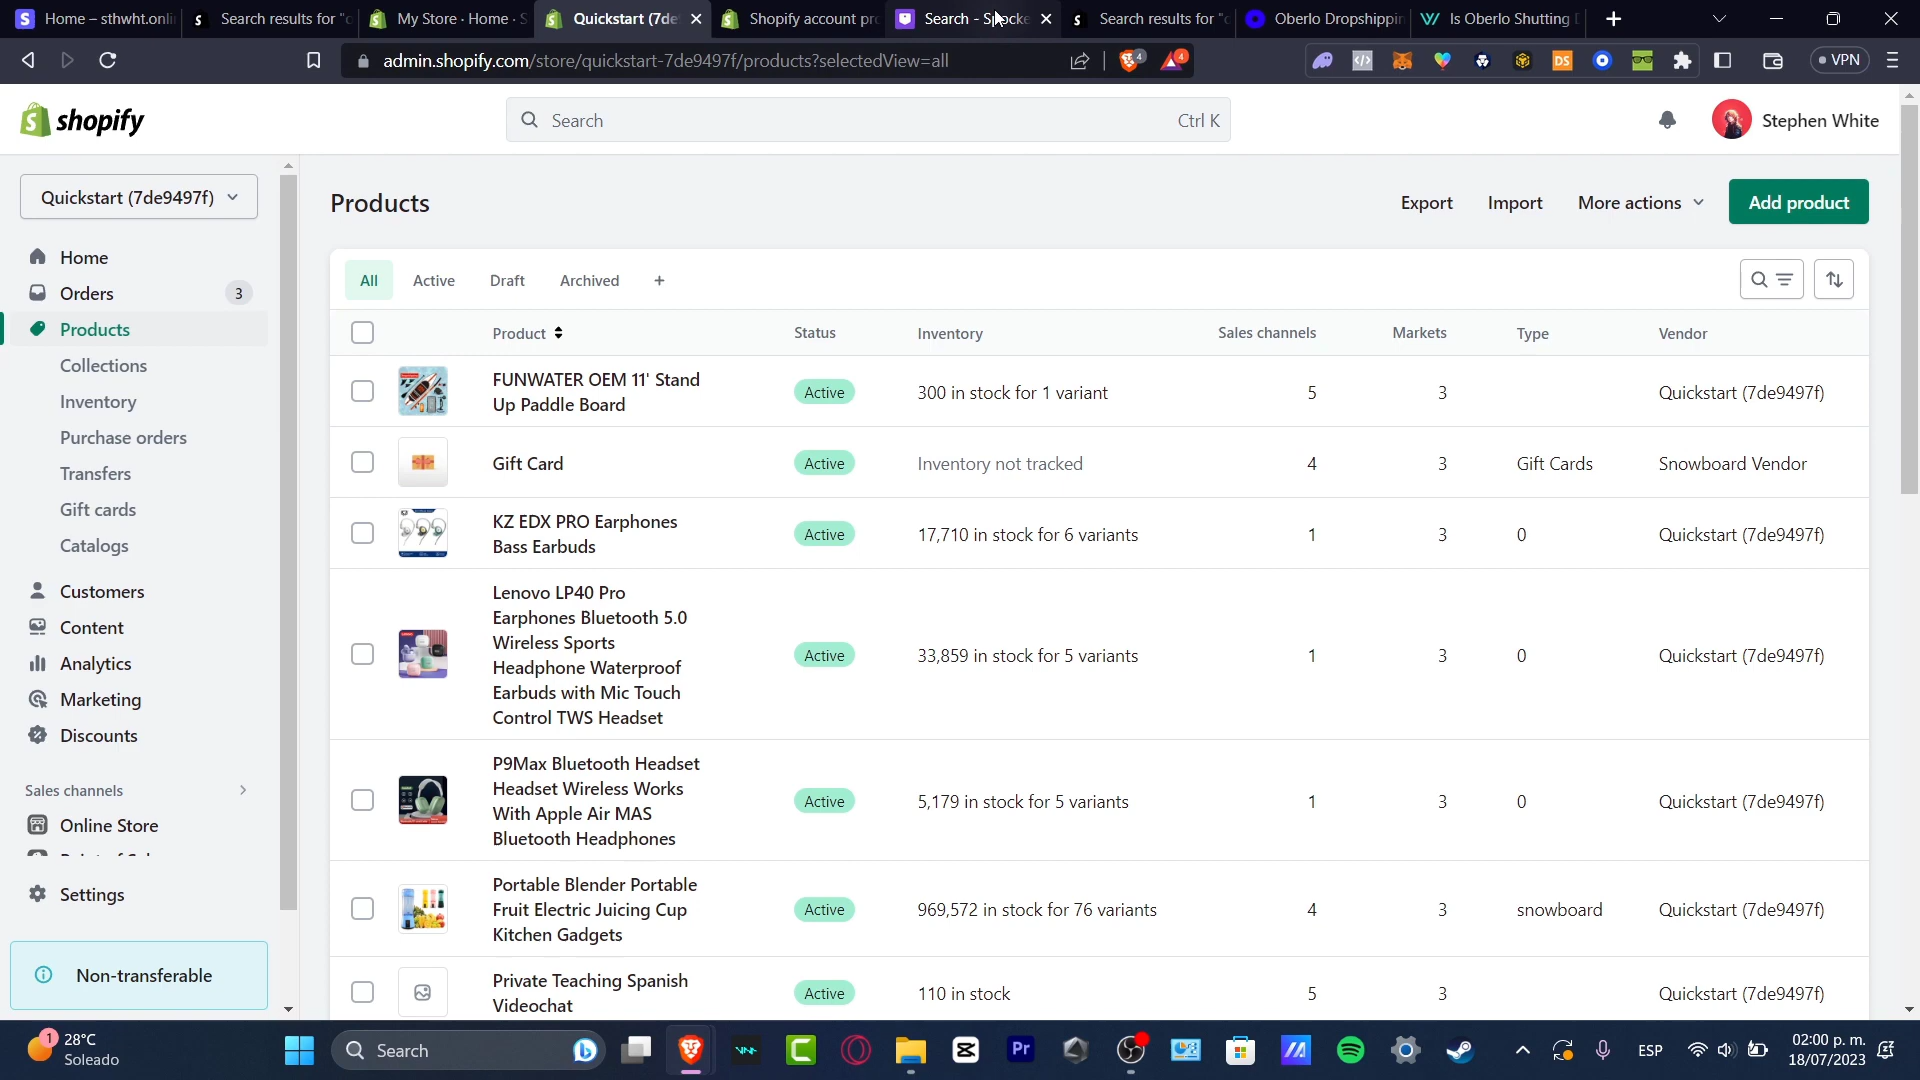 Home – sthwht.onli
Search results for "c
My Store · Home · S
Quickstart (7de
Shopify account pro
Search - Spocke
Search results for "c
Oberlo Dropshippin
Is Oberlo Shutting D
admin.shopify.com/store/quickstart-7de9497f/products?selectedView=all
4
4
DS
VPN
shopify
Search
Ctrl K
Stephen White
Quickstart (7de9497f)
Home
Orders
3
Products
Collections
Inventory
Purchase orders
Transfers
Gift cards
Catalogs
Customers
Content
Analytics
Marketing
Discounts
Sales channels
Online Store
Settings
Non-transferable
Products
Export
Import
More actions
Add product
All
Active
Draft
Archived
+
Product
Status
Inventory
Sales channels
Markets
Type
Vendor
FUNWATER OEM 11' Stand
Up Paddle Board
Active
300 in stock for 1 variant
5
3
Quickstart (7de9497f)
Gift Card
Active
Inventory not tracked
4
3
Gift Cards
Snowboard Vendor
KZ EDX PRO Earphones
Bass Earbuds
Active
17,710 in stock for 6 variants
1
3
0
Quickstart (7de9497f)
Lenovo LP40 Pro
Earphones Bluetooth 5.0
Wireless Sports
Headphone Waterproof
Earbuds with Mic Touch
Control TWS Headset
Active
33,859 in stock for 5 variants
1
3
0
Quickstart (7de9497f)
P9Max Bluetooth Headset
Headset Wireless Works
With Apple Air MAS
Bluetooth Headphones
Active
5,179 in stock for 5 variants
1
3
0
Quickstart (7de9497f)
Portable Blender Portable
Fruit Electric Juicing Cup
Kitchen Gadgets
Active
969,572 in stock for 76 variants
4
3
snowboard
Quickstart (7de9497f)
Private Teaching Spanish
Videochat
Active
110 in stock
5
3
Quickstart (7de9497f)
1
28°C
Soleado
Search
Pr
ESP
02:00 p. m.
18/07/2023